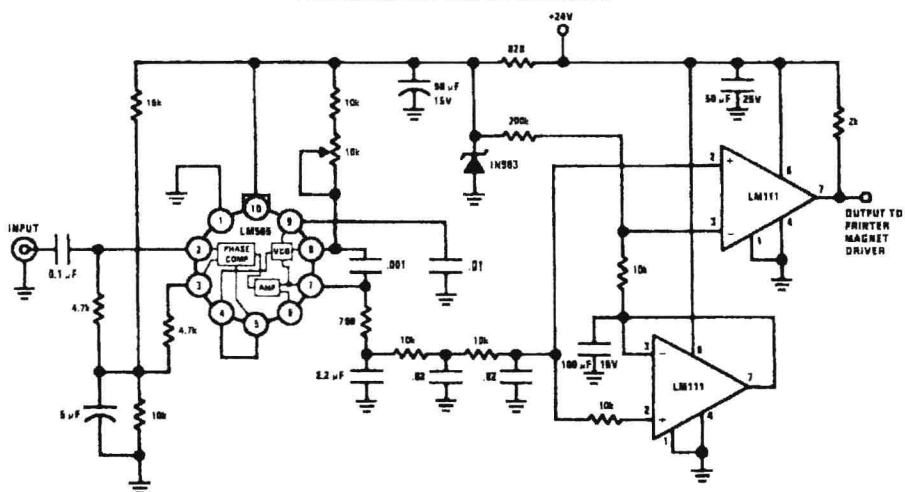 +24V
82Ω
15k
10k
50 µF
15V
50 µF
25V
200k
2k
10k
1N963
2
+
8
LM111
7
3
−
1
4
OUTPUT TO
PRINTER
MAGNET
DRIVER
1
10
9
LM565
INPUT
2
PHASE
COMP
VCO
8
0.1 µF
.001
.01
3
AMP
7
4
5
6
10k
4.7k
4.7k
10k
10k
2.2 µF
.02
.02
100 µF
15V
3
−
8
LM111
7
5 µF
10k
10k
2
+
1
4